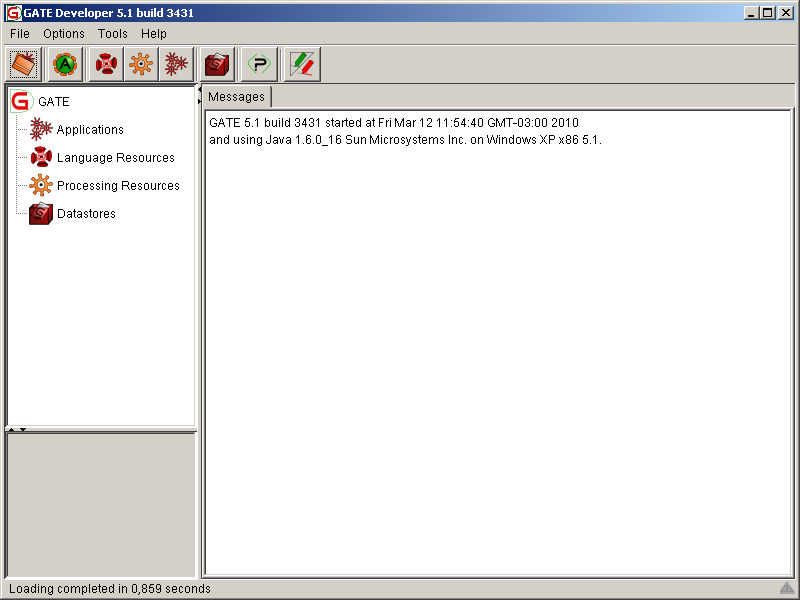 GATE Developer 5.1 build 3431
File Options Tools Help
GATE
Applications
Language Resources
Processing Resources
Datastores
Messages
GATE 5.1 build 3431 started at Fri Mar 12 11:54:40 GMT-03:00 2010
and using Java 1.6.0_16 Sun Microsystems Inc. on Windows XP x86 5.1.
Loading completed in 0,859 seconds